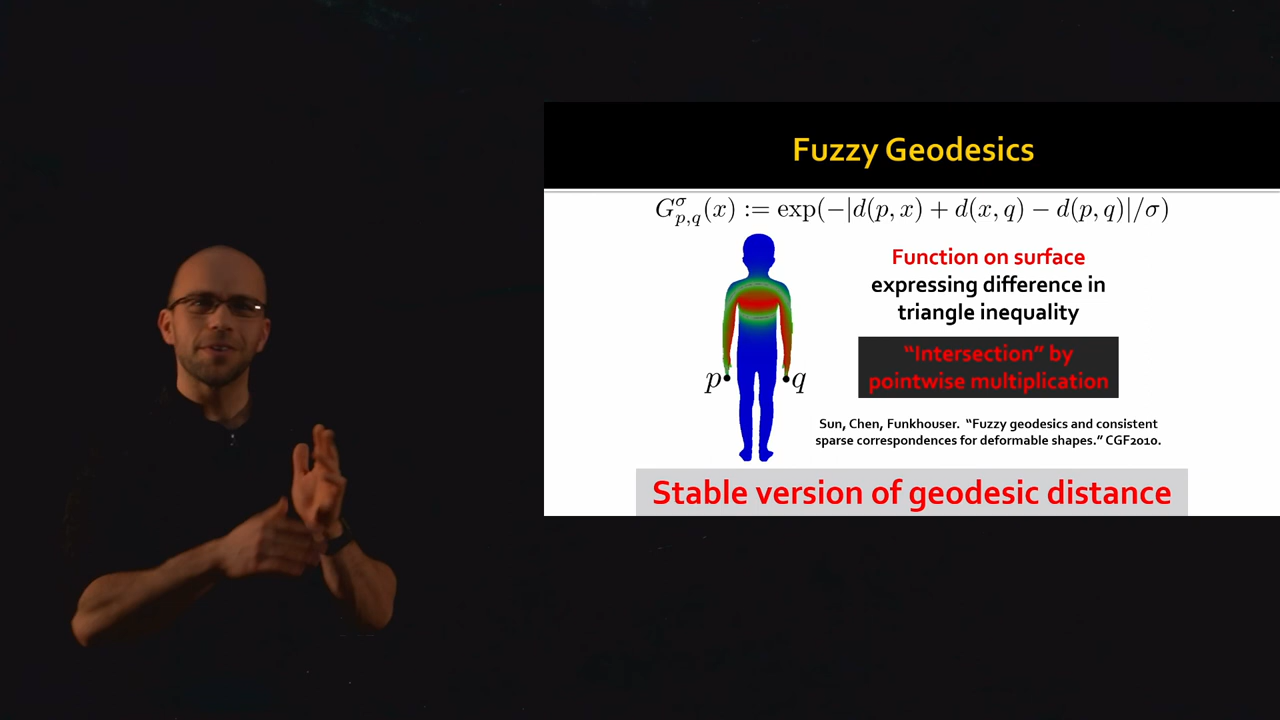 Fuzzy Geodesics
G^σ_{p,q}(x) := exp(−|d(p, x) + d(x, q) − d(p, q)|/σ)
Function on surface
expressing difference in
triangle inequality
“Intersection” by
pointwise multiplication
p
q
Sun, Chen, Funkhouser. “Fuzzy geodesics and consistent
sparse correspondences for deformable shapes.” CGF2010.
Stable version of geodesic distance